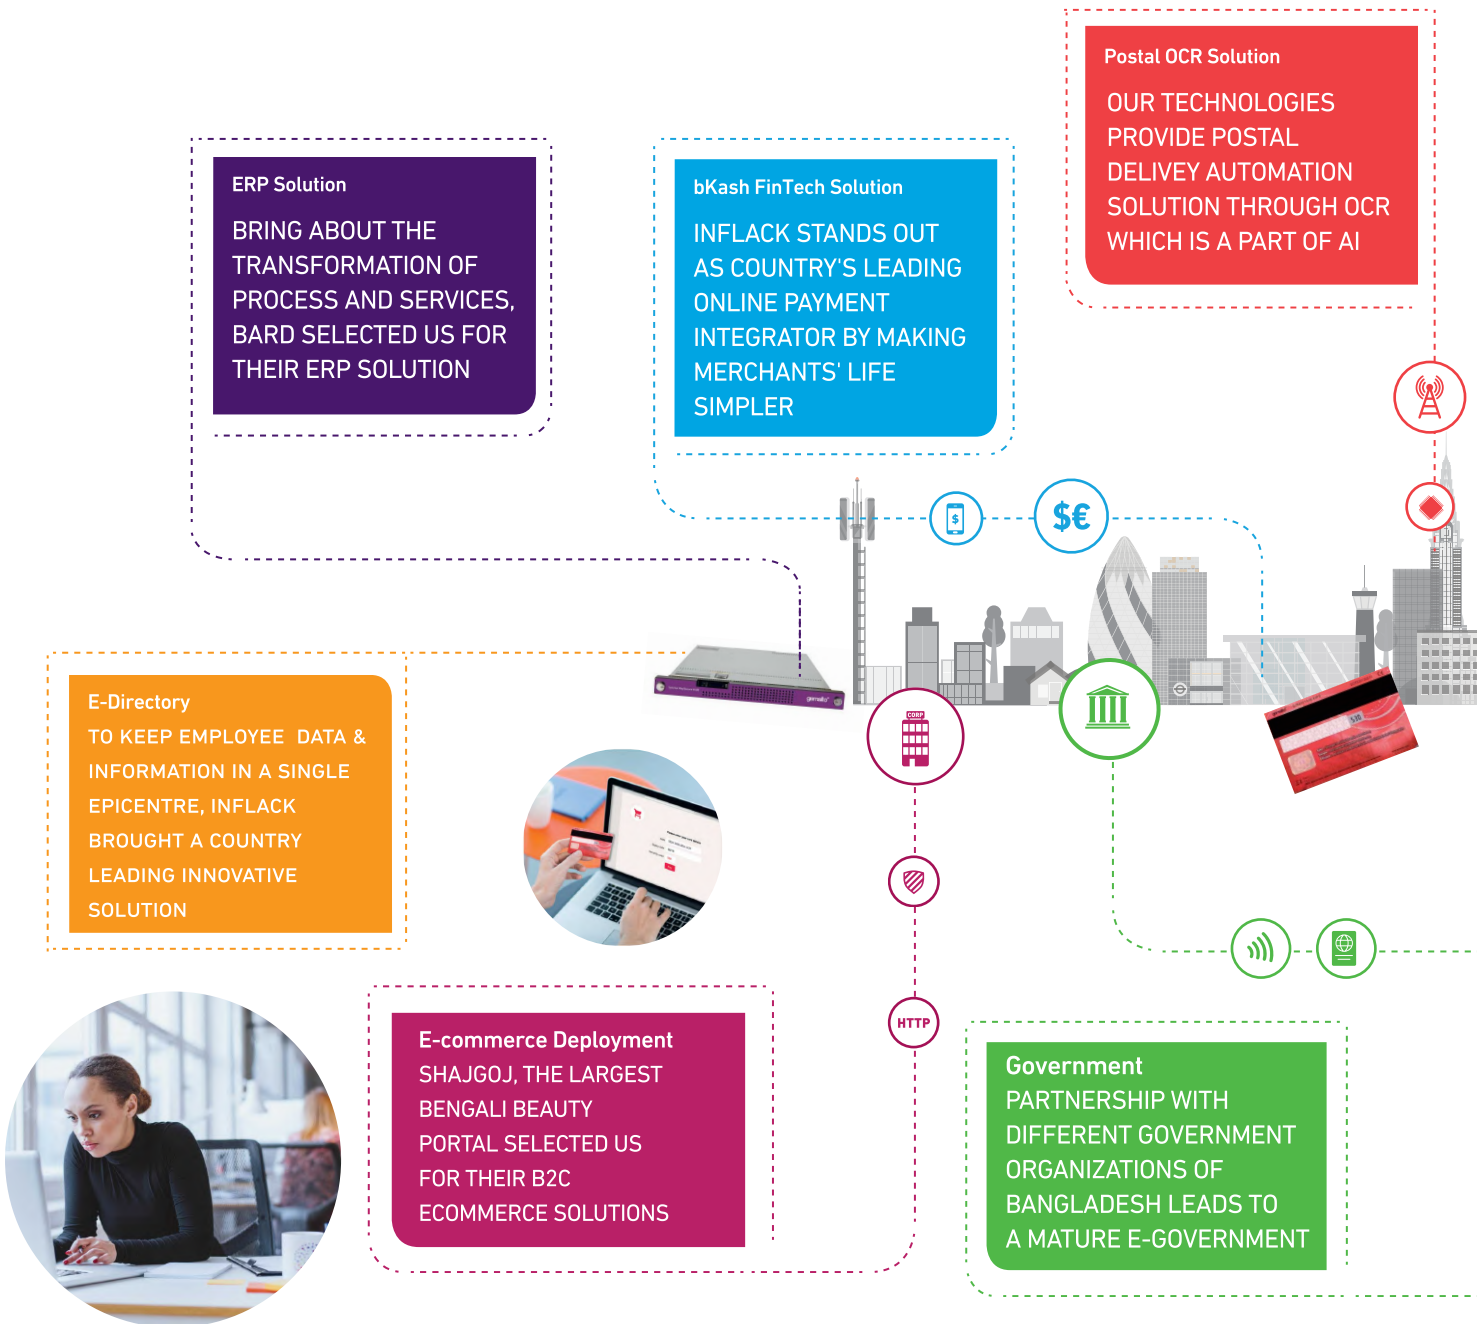 Postal OCR Solution
OUR TECHNOLOGIES
PROVIDE POSTAL
DELIVEY AUTOMATION
SOLUTION THROUGH OCR
WHICH IS A PART OF AI
ERP Solution
BRING ABOUT THE
TRANSFORMATION OF
PROCESS AND SERVICES,
BARD SELECTED US FOR
THEIR ERP SOLUTION
bKash FinTech Solution
INFLACK STANDS OUT
AS COUNTRY'S LEADING
ONLINE PAYMENT
INTEGRATOR BY MAKING
MERCHANTS' LIFE
SIMPLER
$
$€
E-Directory
TO KEEP EMPLOYEE DATA &
INFORMATION IN A SINGLE
EPICENTRE, INFLACK
BROUGHT A COUNTRY
LEADING INNOVATIVE
SOLUTION
gemalto
CORP
HTTP
E-commerce Deployment
SHAJGOJ, THE LARGEST
BENGALI BEAUTY
PORTAL SELECTED US
FOR THEIR B2C
ECOMMERCE SOLUTIONS
Government
PARTNERSHIP WITH
DIFFERENT GOVERNMENT
ORGANIZATIONS OF
BANGLADESH LEADS TO
A MATURE E-GOVERNMENT